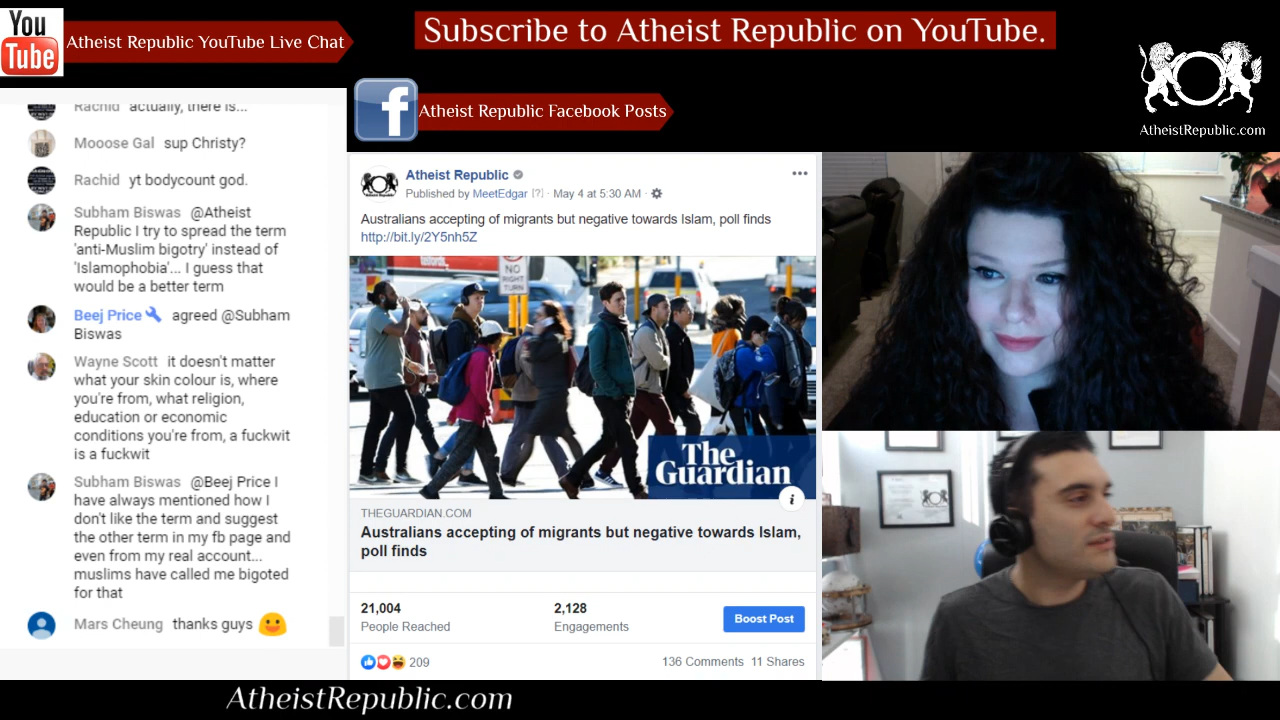 You
Tube
Atheist Republic YouTube Live Chat
Subscribe to Atheist Republic on YouTube.
AtheistRepublic.com
f
Atheist Republic Facebook Posts
Rachid actually, there is...
Mooose Gal sup Christy?
Rachid yt bodycount god.
Subham Biswas @Atheist
Republic I try to spread the term
'anti-Muslim bigotry' instead of
'Islamophobia'... I guess that
would be a better term
Beej Price agreed @Subham
Biswas
Wayne Scott it doesn't matter
what your skin colour is, where
you're from, what religion,
education or economic
conditions you're from, a fuckwit
is a fuckwit
Subham Biswas @Beej Price I
have always mentioned how I
don't like the term and suggest
the other term in my fb page and
even from my real account...
muslims have called me bigoted
for that
Mars Cheung thanks guys
Atheist Republic
Published by MeetEdgar [?] · May 4 at 5:30 AM ·
Australians accepting of migrants but negative towards Islam, poll finds
http://bit.ly/2Y5nh5Z
NO
RIGHT
TURN
The
Guardian
i
THEGUARDIAN.COM
Australians accepting of migrants but negative towards Islam,
poll finds
21,004
People Reached
2,128
Engagements
Boost Post
209
136 Comments 11 Shares
AtheistRepublic.com